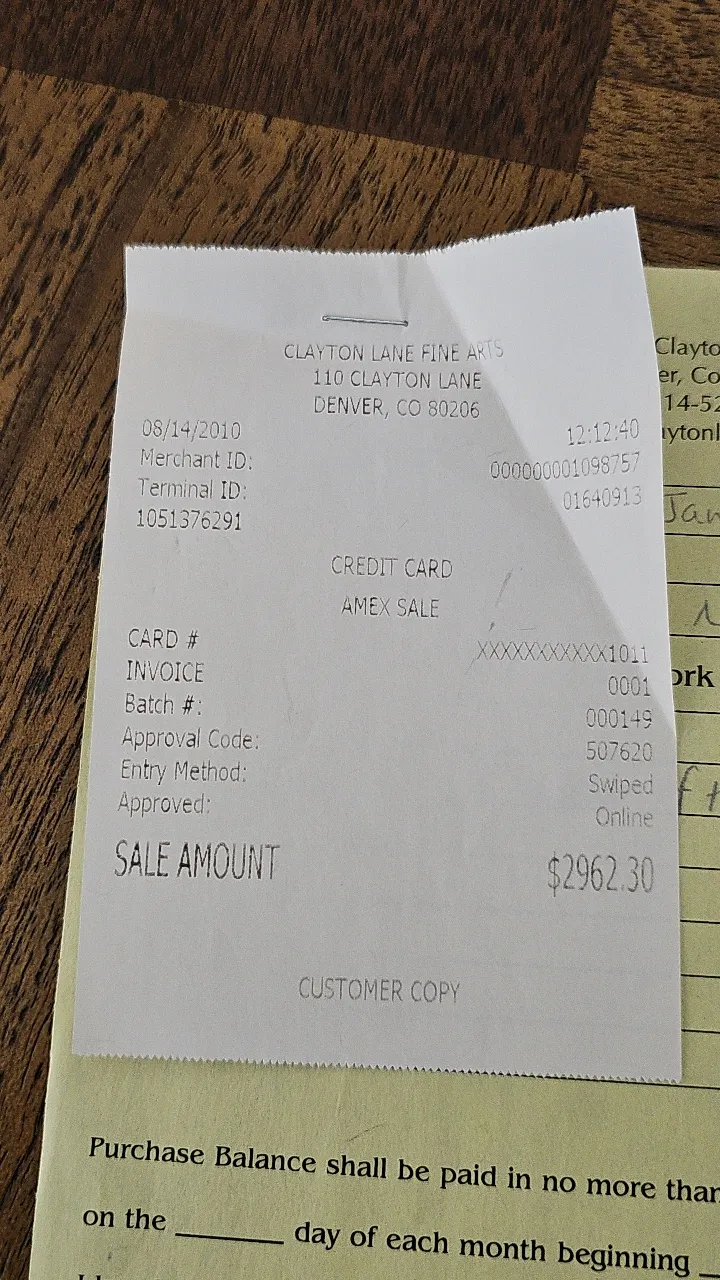 CLAYTON LANE FINE ARTS
110 CLAYTON LANE
DENVER, CO 80206
08/14/2010 12:12:40
Merchant ID: 000000001098757
Terminal ID: 01640913
1051376291
CREDIT CARD
AMEX SALE
CARD # XXXXXXXXXXX1011
INVOICE 0001
Batch #: 000149
Approval Code: 507620
Entry Method: Swiped
Approved: Online
SALE AMOUNT $2962.30
CUSTOMER COPY
Clayto
er, Co
14-52
ytonl
Jan
ork
Purchase Balance shall be paid in no more than
on the ______ day of each month beginning